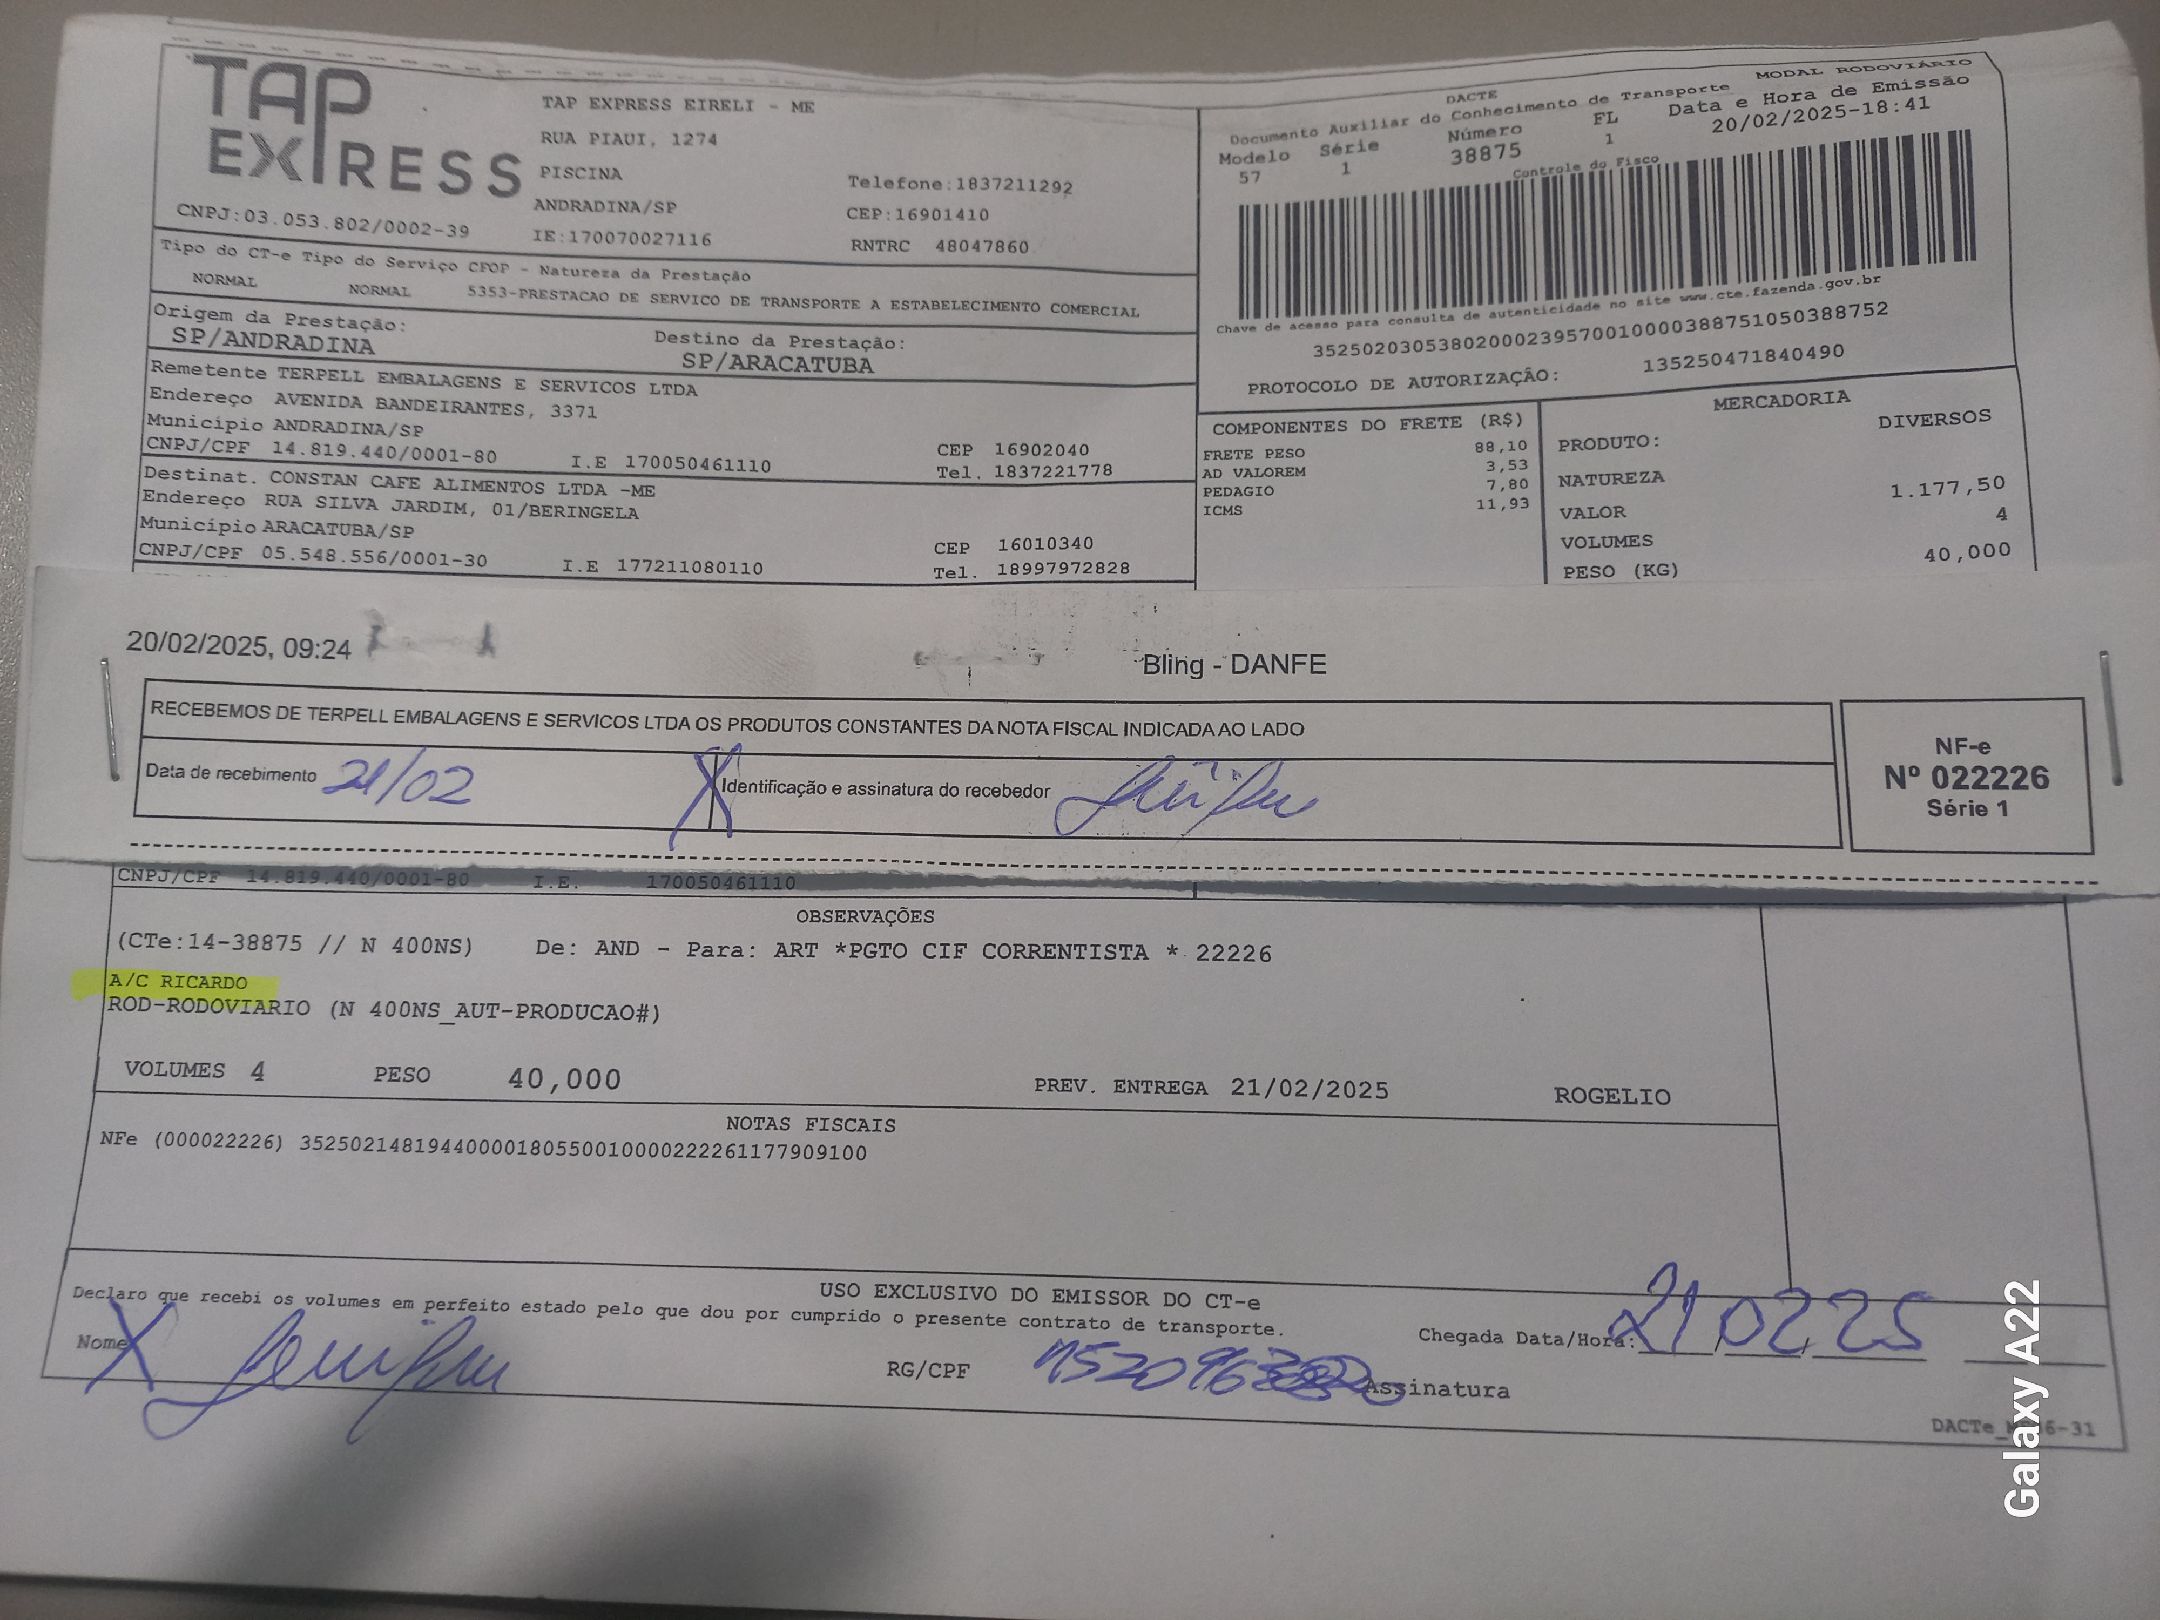 TAP
EXPRESS
CNPJ:03.053.802/0002-39
TAP EXPRESS EIRELI - ME
RUA PIAUI, 1274
PISCINA
ANDRADINA/SP
IE:170070027116
Telefone:1837211292
CEP:16901410
RNTRC 48047860
MODAL RODOVIÁRIO
DACTE
Documento Auxiliar do Conhecimento de Transporte
Data e Hora de Emissão
20/02/2025-18:41
Modelo Série Número FL
57 1 38875 1
Controle do Fisco
Chave de acesso para consulta de autenticidade no site www.cte.fazenda.gov.br
35250203053802000239570010000388751050388752
PROTOCOLO DE AUTORIZAÇÃO: 135250471840490
Tipo do CT-e Tipo do Serviço CFOP - Natureza da Prestação
NORMAL NORMAL 5353-PRESTACAO DE SERVICO DE TRANSPORTE A ESTABELECIMENTO COMERCIAL
Origem da Prestação: Destino da Prestação:
SP/ANDRADINA SP/ARACATUBA
Remetente TERPELL EMBALAGENS E SERVICOS LTDA
Endereço AVENIDA BANDEIRANTES, 3371
Município ANDRADINA/SP CEP 16902040
CNPJ/CPF 14.819.440/0001-80 I.E 170050461110 Tel. 1837221778
Destinat. CONSTAN CAFE ALIMENTOS LTDA -ME
Endereço RUA SILVA JARDIM, 01/BERINGELA
Município ARACATUBA/SP CEP 16010340
CNPJ/CPF 05.548.556/0001-30 I.E 177211080110 Tel. 18997972828
COMPONENTES DO FRETE (R$)
FRETE PESO 88,10
AD VALOREM 3,53
PEDAGIO 7,80
ICMS 11,93
MERCADORIA
PRODUTO: DIVERSOS
NATUREZA
VALOR 1.177,50
VOLUMES 4
PESO (KG) 40,000
20/02/2025, 09:24 Bling - DANFE
RECEBEMOS DE TERPELL EMBALAGENS E SERVICOS LTDA OS PRODUTOS CONSTANTES DA NOTA FISCAL INDICADA AO LADO
Data de recebimento 21/02 X Identificação e assinatura do recebedor
NF-e
Nº 022226
Série 1
CNPJ/CPF 14.819.440/0001-80 I.E. 170050461110
OBSERVAÇÕES
(CTe:14-38875 // N 400NS) De: AND - Para: ART *PGTO CIF CORRENTISTA * 22226
A/C RICARDO
ROD-RODOVIARIO (N 400NS_AUT-PRODUCAO#)
VOLUMES 4 PESO 40,000 PREV. ENTREGA 21/02/2025 ROGELIO
NOTAS FISCAIS
NFe (000022226) 35250214819440000180550010000222261177909100
USO EXCLUSIVO DO EMISSOR DO CT-e
Declaro que recebi os volumes em perfeito estado pelo que dou por cumprido o presente contrato de transporte.
Nome X RG/CPF Assinatura
Chegada Data/Hora: 21 02 25
Galaxy A22